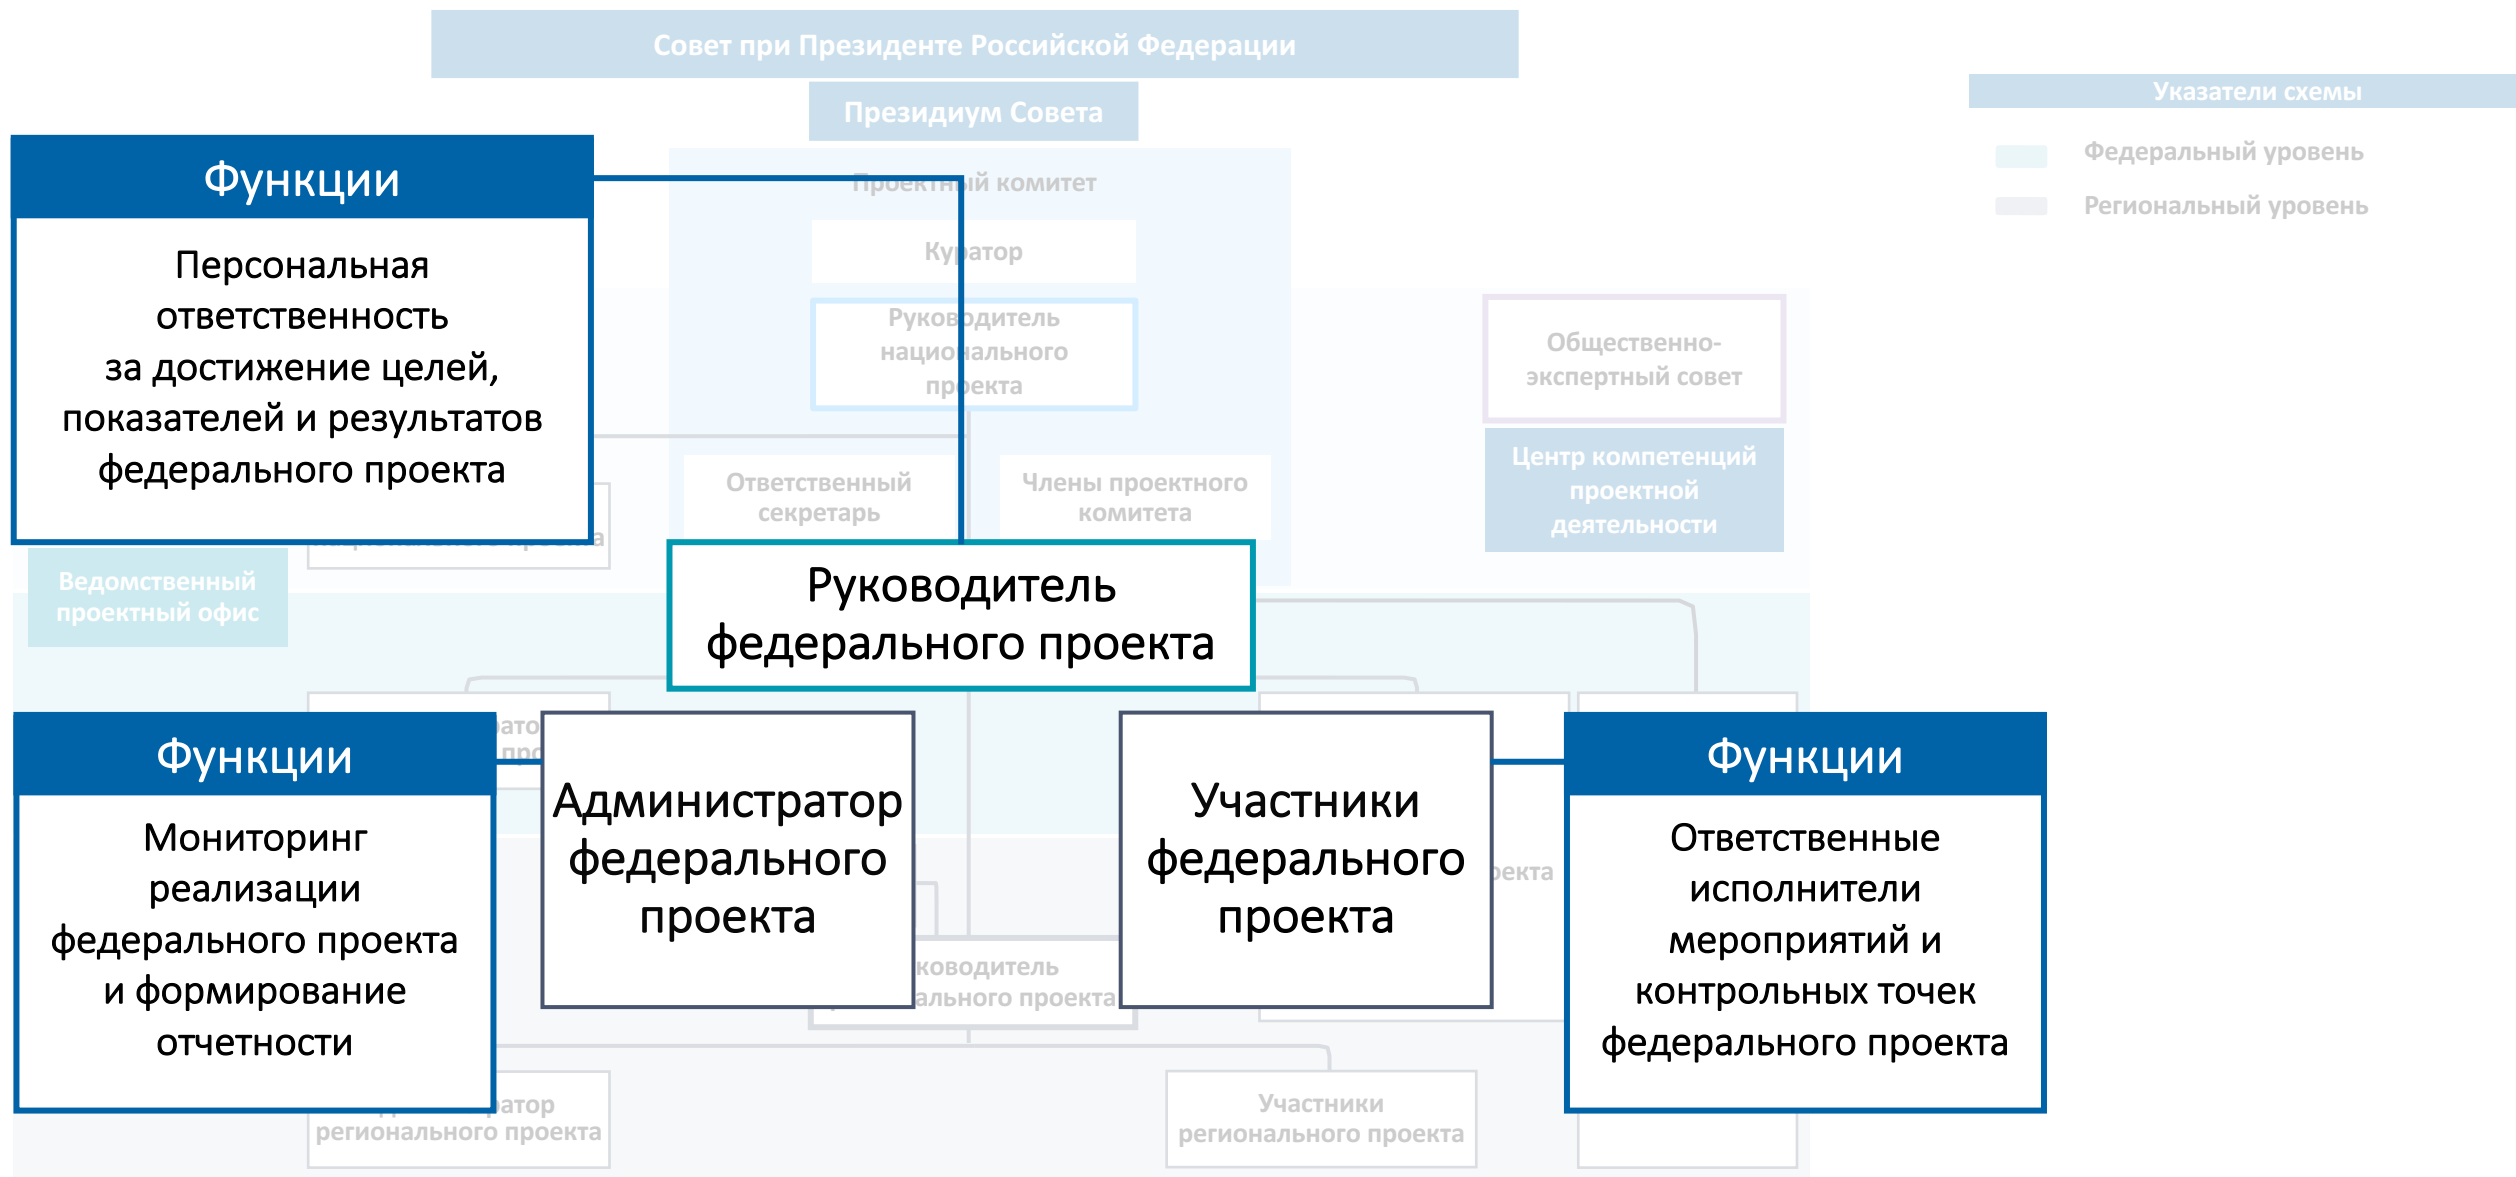 Совет при Президенте Российской Федерации
Президиум Совета
Указатели схемы
Федеральный уровень
Региональный уровень
Проектный комитет
Куратор
Руководитель
национального
проекта
Ответственный
секретарь
Члены проектного
комитета
Общественно-
экспертный совет
Центр компетенций
проектной
деятельности
Функции
Персональная
ответственность
за достижение целей,
показателей и результатов
федерального проекта
Ведомственный
проектный офис
Руководитель
федерального проекта
Функции
Мониторинг
реализации
федерального проекта
и формирование
отчетности
Администратор
федерального
проекта
Участники
федерального
проекта
Функции
Ответственные
исполнители
мероприятий и
контрольных точек
федерального проекта
регионального проекта
Участники
регионального проекта